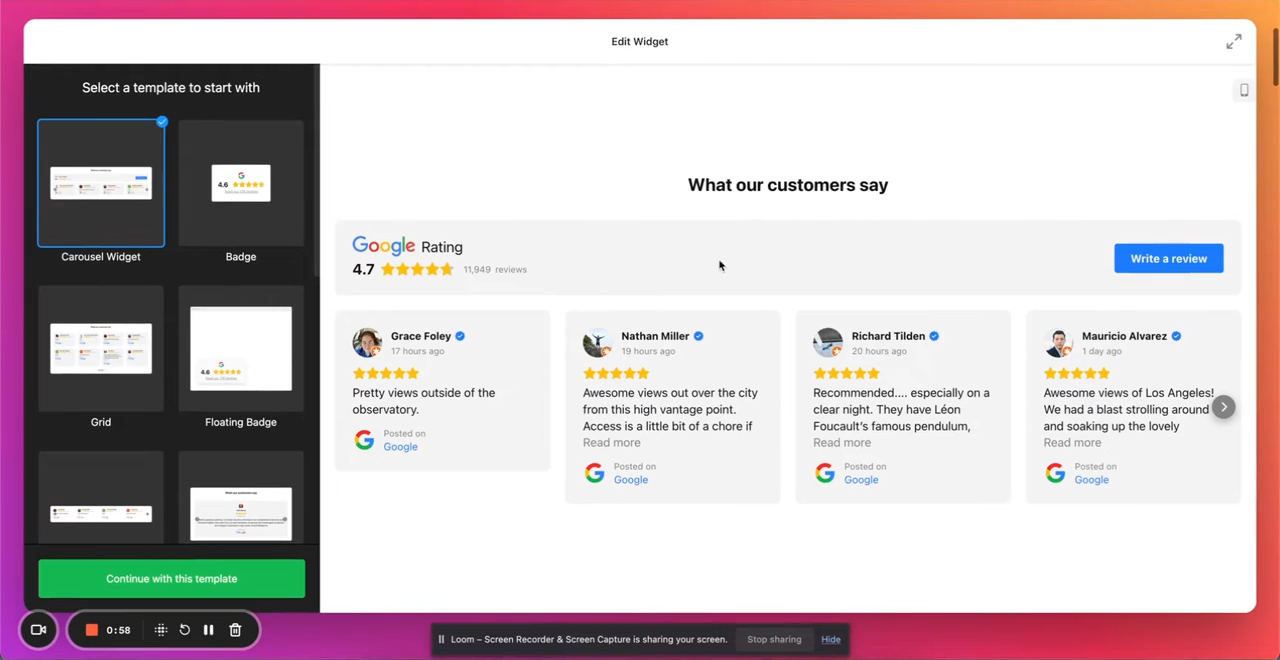 Edit Widget
Select a template to start with
Carousel Widget
4.6
Badge
Grid
4.6
Floating Badge
Continue with this template
0:58
What our customers say
Google Rating
4.7
11,949 reviews
Write a review
Grace Foley
17 hours ago
Pretty views outside of the
observatory.
Posted on
Google
Nathan Miller
19 hours ago
Awesome views out over the city
from this high vantage point.
Access is a little bit of a chore if
Read more
Posted on
Google
Richard Tilden
20 hours ago
Recommended.... especially on a
clear night. They have Léon
Foucault's famous pendulum,
Read more
Posted on
Google
Mauricio Alvarez
1 day ago
Awesome views of Los Angeles!
We had a blast strolling around
and soaking up the lovely
Read more
Posted on
Google
Loom – Screen Recorder & Screen Capture is sharing your screen.
Stop sharing
Hide